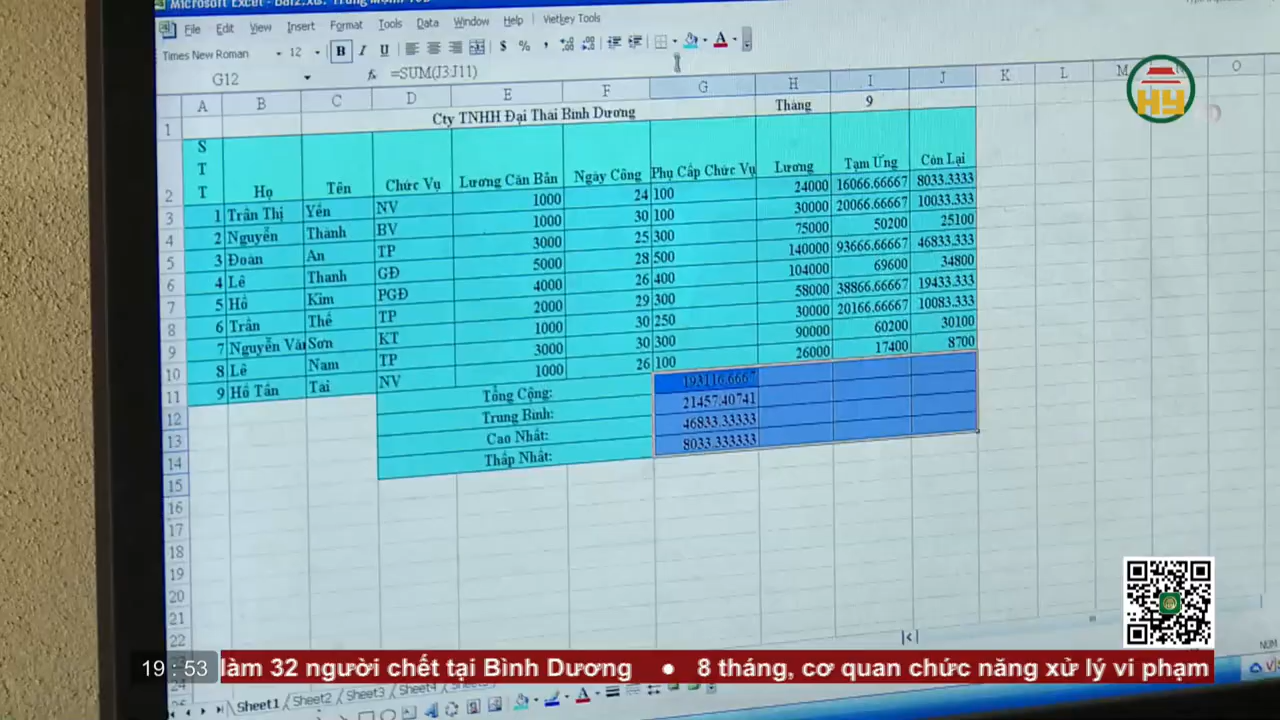 Microsoft Excel
File Edit View Insert Format Tools Data Window Help Vietkey Tools
Times New Roman 12 B I U $ % ,
G12 fx =SUM(J3:J11)
A B C D E F G H I J K L M O
1 Cty TNHH Đại Thái Bình Dương Tháng 9
2 STT Họ Tên Chức Vụ Lương Căn Bản Ngày Công Phụ Cấp Chức Vụ Lương Tạm Ứng Còn Lại
3 1 Trần Thị Yến NV 1000 24 100 24000 16066.66667 8033.3333
4 2 Nguyễn Thành BV 1000 30 100 30000 20066.66667 10033.333
5 3 Đoàn An TP 3000 25 300 75000 50200 25100
6 4 Lê Thanh GĐ 5000 28 500 140000 93666.66667 46833.333
7 5 Hồ Kim PGĐ 4000 26 400 104000 69600 34800
8 6 Trần Thế TP 2000 29 300 58000 38866.66667 19433.333
9 7 Nguyễn Văn Sơn KT 1000 30 250 30000 20166.66667 10083.333
10 8 Lê Nam TP 3000 30 300 90000 60200 30100
11 9 Hồ Tấn Tài NV 1000 26 100 26000 17400 8700
12 Tổng Cộng: 193116.6667
13 Trung Bình: 21457.40741
14 Cao Nhất: 46833.33333
15 Thấp Nhất: 8033.333333
16
17
18
19
20
21
22
HY
NUM
19:53 làm 32 người chết tại Bình Dương ● 8 tháng, cơ quan chức năng xử lý vi phạm
Sheet1 Sheet2 Sheet3 Sheet4